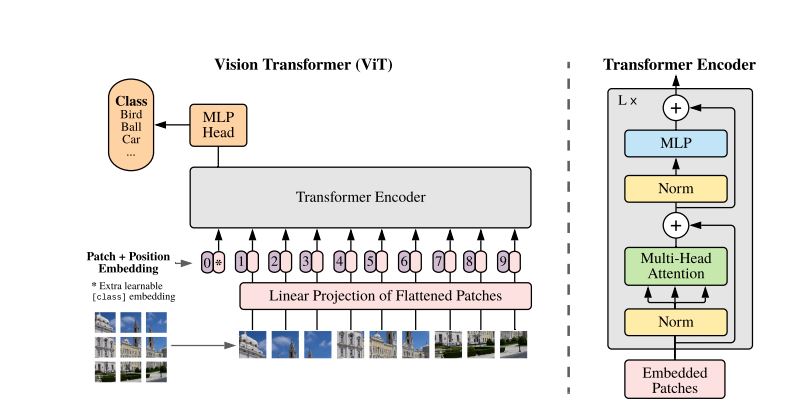 Vision Transformer (ViT)
Class
Bird
Ball
Car
...
MLP
Head
Transformer Encoder
Patch + Position
Embedding
* Extra learnable
[class] embedding
0 * 1 2 3 4 5 6 7 8 9
Linear Projection of Flattened Patches
Transformer Encoder
L x
+
MLP
Norm
+
Multi-Head
Attention
Norm
Embedded
Patches